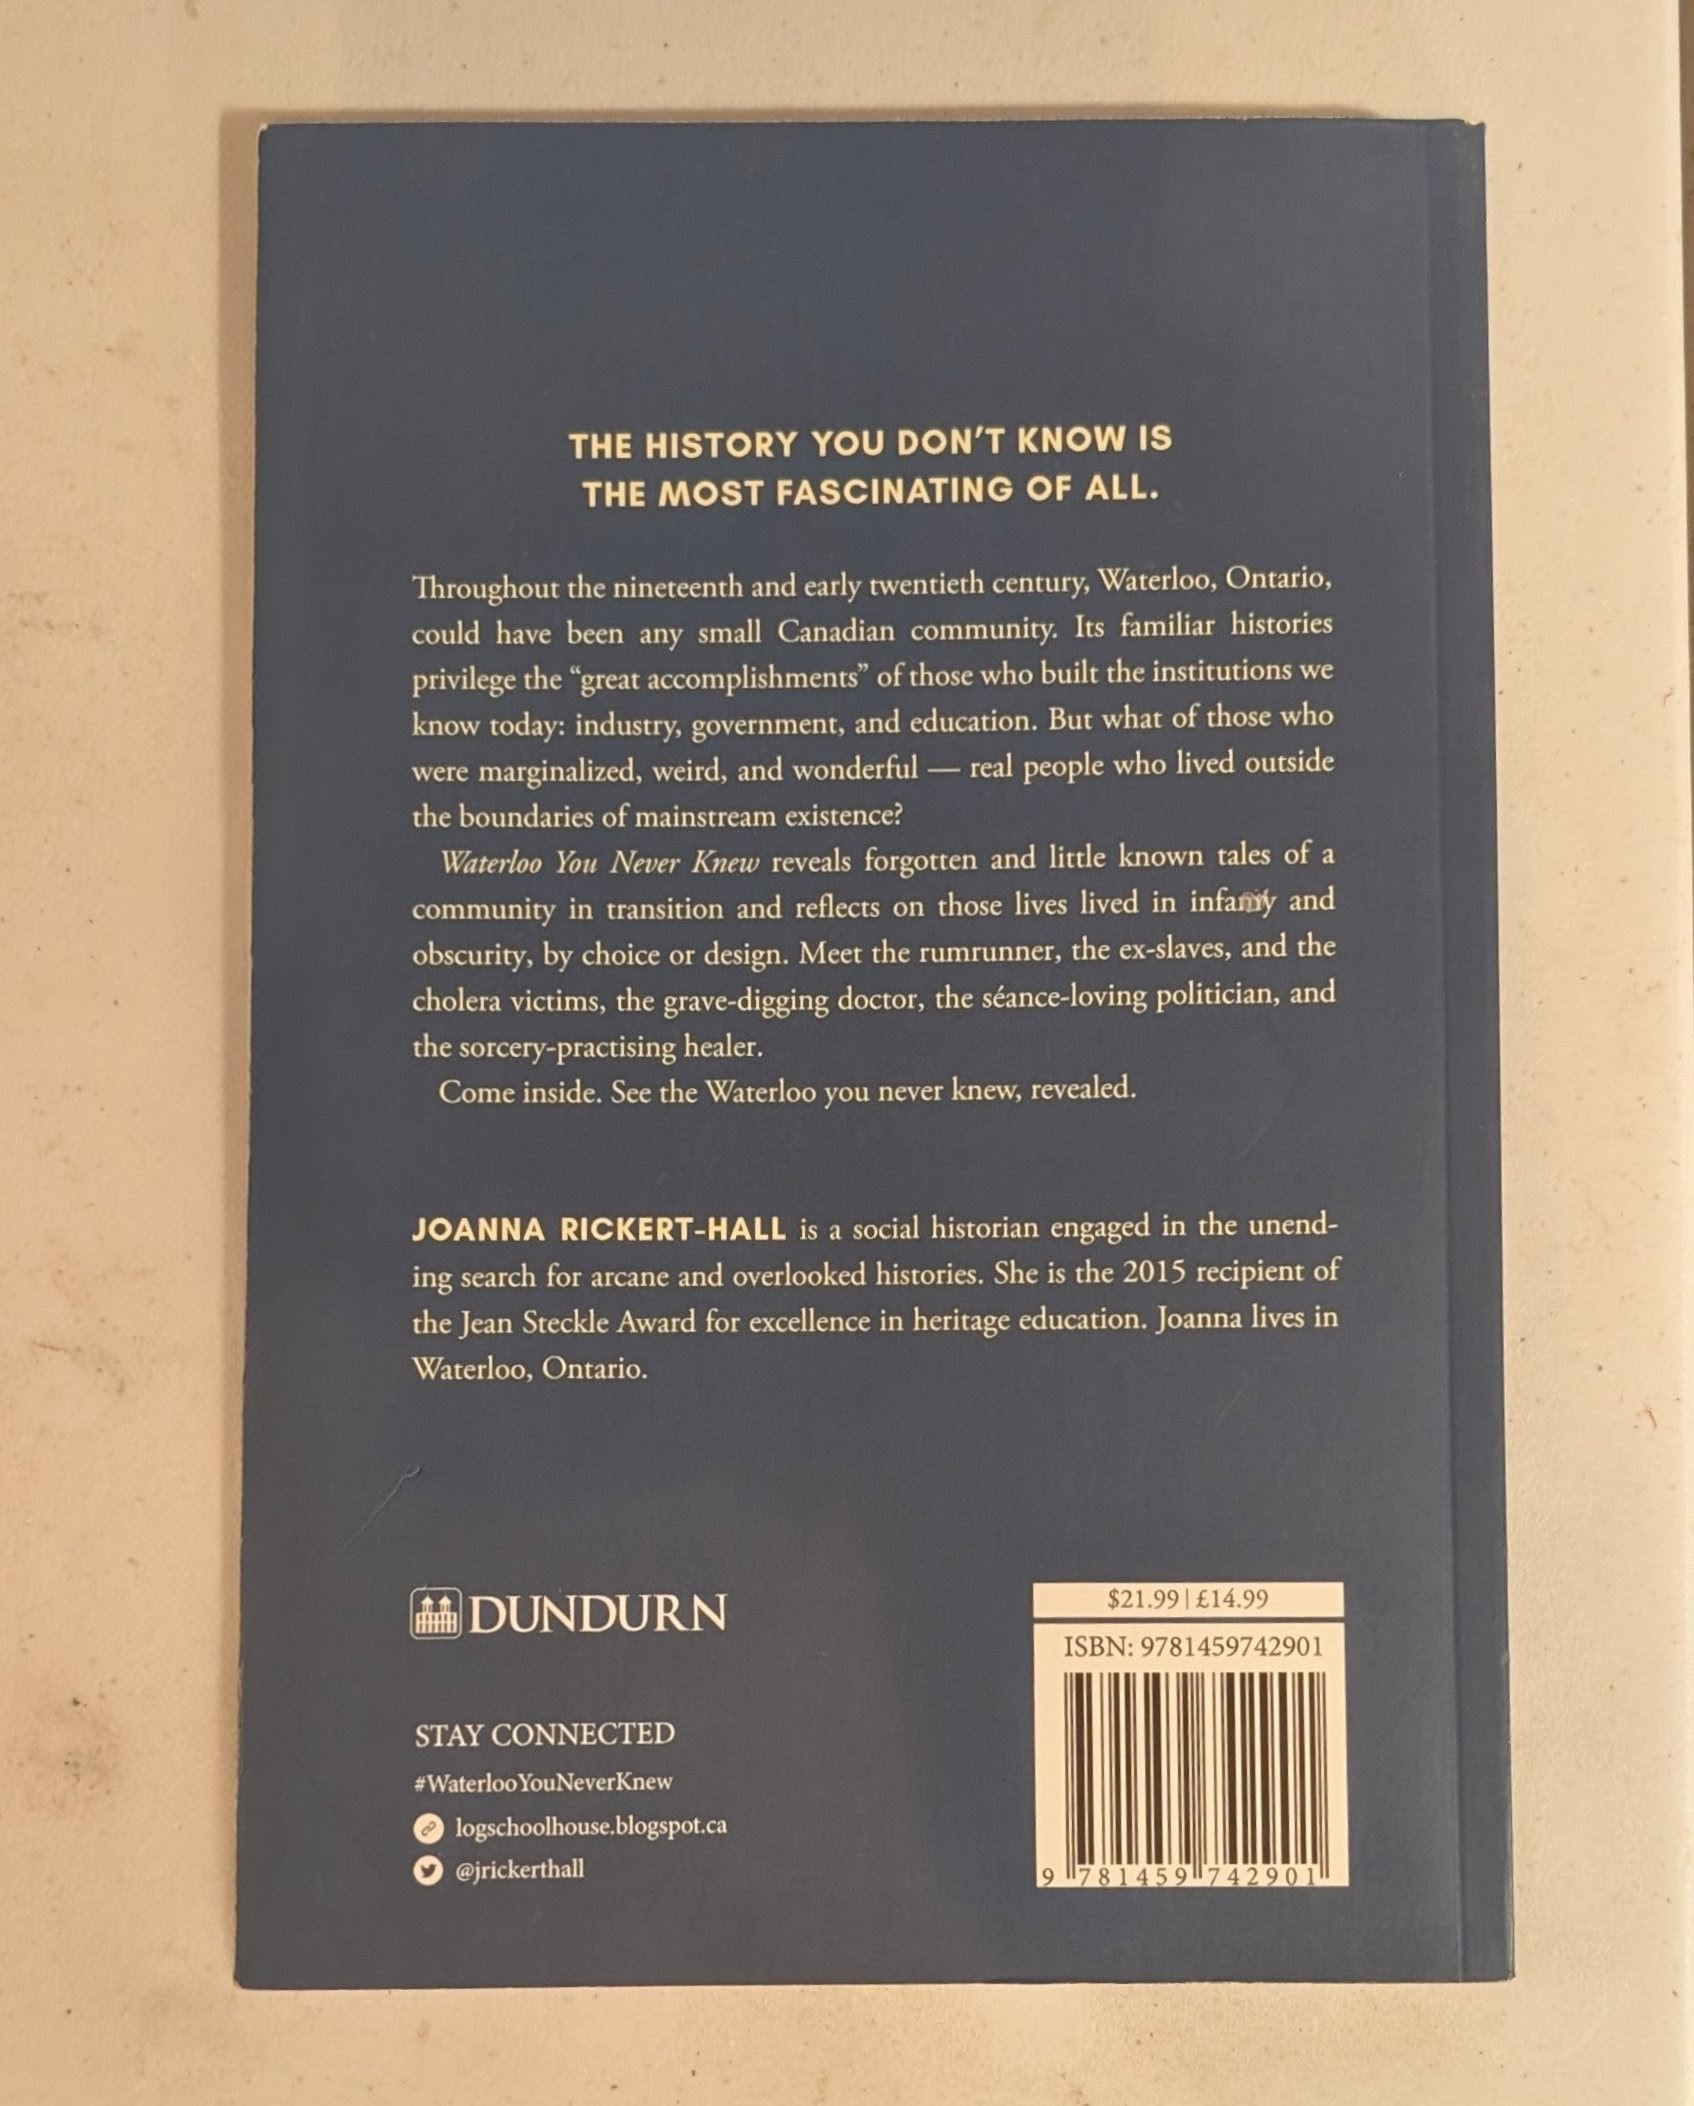 THE HISTORY YOU DON'T KNOW IS
THE MOST FASCINATING OF ALL.
Throughout the nineteenth and early twentieth century, Waterloo, Ontario,
could have been any small Canadian community. Its familiar histories
privilege the “great accomplishments” of those who built the institutions we
know today: industry, government, and education. But what of those who
were marginalized, weird, and wonderful — real people who lived outside
the boundaries of mainstream existence?
Waterloo You Never Knew reveals forgotten and little known tales of a
community in transition and reflects on those lives lived in infamy and
obscurity, by choice or design. Meet the rumrunner, the ex-slaves, and the
cholera victims, the grave-digging doctor, the séance-loving politician, and
the sorcery-practising healer.
Come inside. See the Waterloo you never knew, revealed.
JOANNA RICKERT-HALL is a social historian engaged in the unend-
ing search for arcane and overlooked histories. She is the 2015 recipient of
the Jean Steckle Award for excellence in heritage education. Joanna lives in
Waterloo, Ontario.
DUNDURN
STAY CONNECTED
#WaterlooYouNeverKnew
logschoolhouse.blogspot.ca
@jrickerthall
$21.99 | £14.99
ISBN: 9781459742901
9 781459 742901